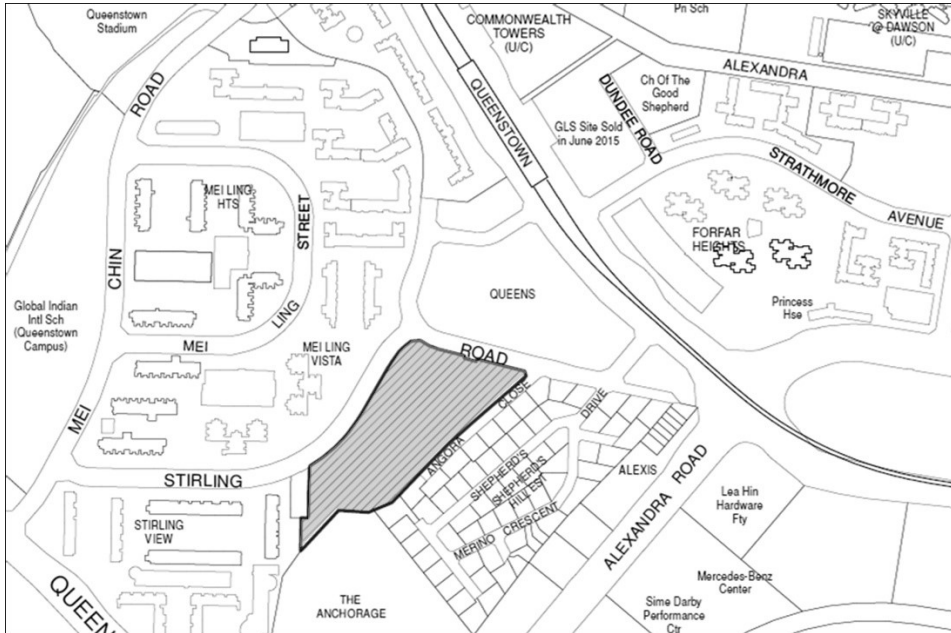 Queenstown
Stadium
COMMONWEALTH
TOWERS
(U/C)
Pri Sch
SKYVILLE
@ DAWSON
(U/C)
ALEXANDRA
ROAD
QUEENSTOWN
Ch Of The
Good
Shepherd
DUNDEE ROAD
GLS Site Sold
in June 2015
STRATHMORE
AVENUE
MEI LING
HTS
STREET
FORFAR
HEIGHTS
CHIN
QUEENS
Princess
Hse
Global Indian
Intl Sch
(Queenstown
Campus)
LING
MEI
MEI LING
VISTA
ROAD
CLOSE
DRIVE
MEI
ANGORA
SHEPHERD'S
SHEPHERD'S
HILL EST
ALEXIS
ALEXANDRA ROAD
STIRLING
Lea Hin
Hardware
Fty
MERINO CRESCENT
STIRLING
VIEW
Mercedes-Benz
Center
QUEEN
THE
ANCHORAGE
Sime Darby
Performance
Ctr